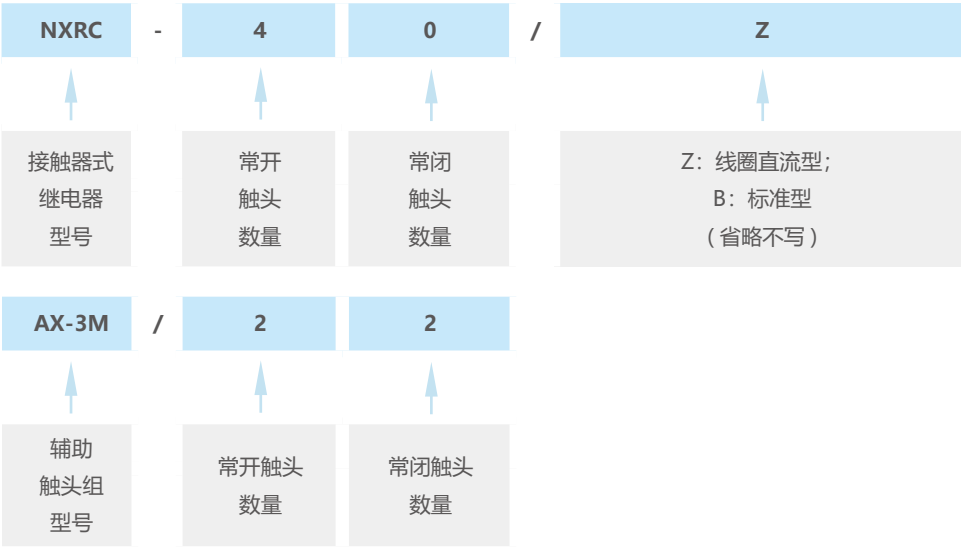 NXRC - 4 0 / Z
接触器式
继电器
型号
常开
触头
数量
常闭
触头
数量
Z：线圈直流型；
B：标准型
（省略不写）
AX-3M / 2 2
辅助
触头组
型号
常开触头
数量
常闭触头
数量